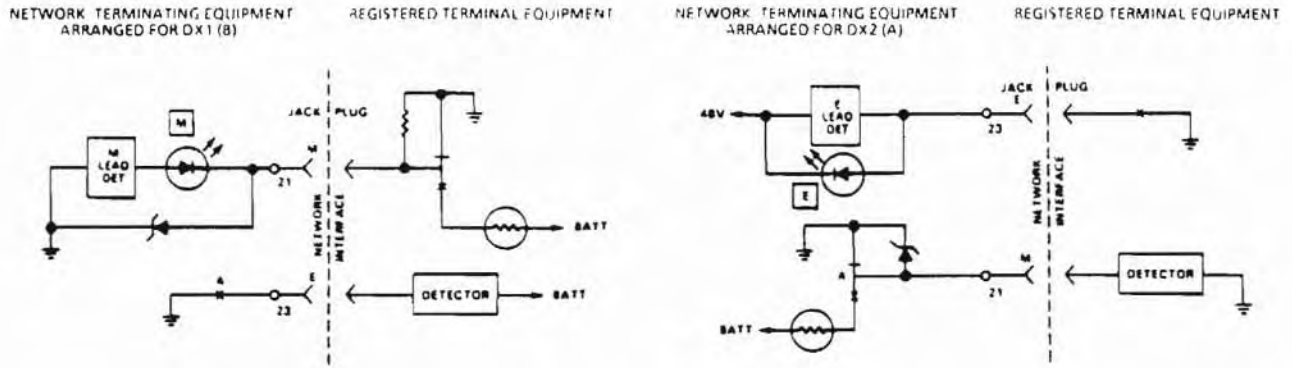 NETWORK TERMINATING EQUIPMENT
ARRANGED FOR DX1 (B)
REGISTERED TERMINAL EQUIPMENT
JACK
PLUG
M
M
LEAD
DET
M
21
NETWORK
INTERFACE
BATT
A
E
23
DETECTOR
BATT
NETWORK TERMINATING EQUIPMENT
ARRANGED FOR DX2 (A)
REGISTERED TERMINAL EQUIPMENT
JACK
E
PLUG
48V
E
LEAD
DET
23
E
NETWORK
INTERFACE
A
M
21
DETECTOR
BATT